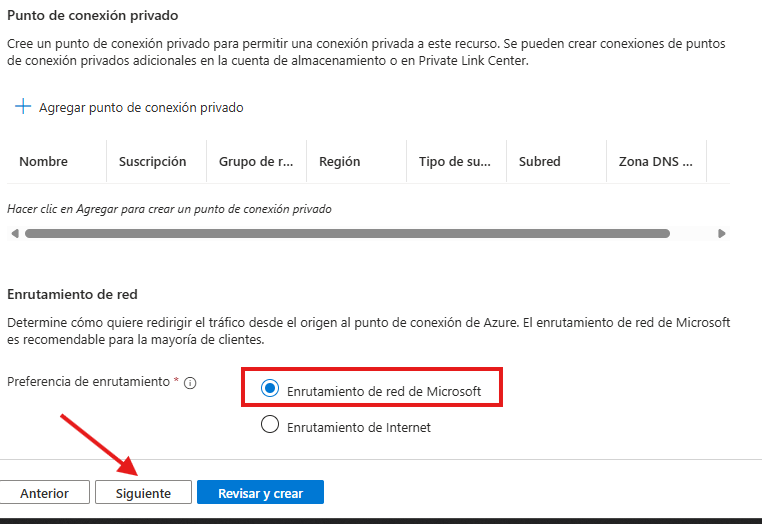 Punto de conexión privado
Cree un punto de conexión privado para permitir una conexión privada a este recurso. Se pueden crear conexiones de puntos
de conexión privados adicionales en la cuenta de almacenamiento o en Private Link Center.
Agregar punto de conexión privado
Nombre Suscripción Grupo de r... Región Tipo de su... Subred Zona DNS ...
Hacer clic en Agregar para crear un punto de conexión privado
Enrutamiento de red
Determine cómo quiere redirigir el tráfico desde el origen al punto de conexión de Azure. El enrutamiento de red de Microsoft
es recomendable para la mayoría de clientes.
Preferencia de enrutamiento *
Enrutamiento de red de Microsoft
Enrutamiento de Internet
Anterior Siguiente Revisar y crear